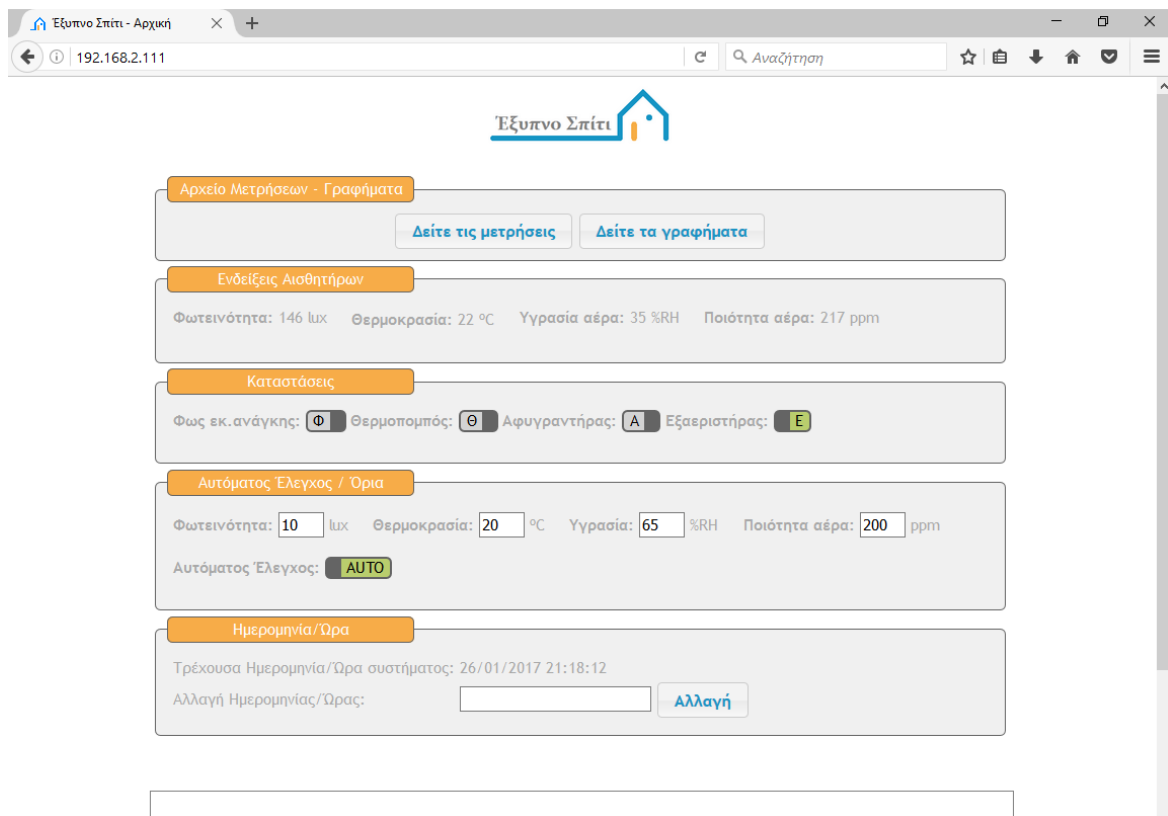 Έξυπνο Σπίτι - Αρχική
192.168.2.111
Αναζήτηση
Έξυπνο Σπίτι
Αρχείο Μετρήσεων - Γραφήματα
Δείτε τις μετρήσεις Δείτε τα γραφήματα
Ενδείξεις Αισθητήρων
Φωτεινότητα: 146 lux Θερμοκρασία: 22 ºC Υγρασία αέρα: 35 %RH Ποιότητα αέρα: 217 ppm
Καταστάσεις
Φως εκ.ανάγκης: Φ Θερμοπομπός: Θ Αφυγραντήρας: Α Εξαεριστήρας: Ε
Αυτόματος Έλεγχος / Όρια
Φωτεινότητα: 10 lux Θερμοκρασία: 20 ºC Υγρασία: 65 %RH Ποιότητα αέρα: 200 ppm
Αυτόματος Έλεγχος: AUTO
Ημερομηνία/Ώρα
Τρέχουσα Ημερομηνία/Ώρα συστήματος: 26/01/2017 21:18:12
Αλλαγή Ημερομηνίας/Ώρας: Αλλαγή